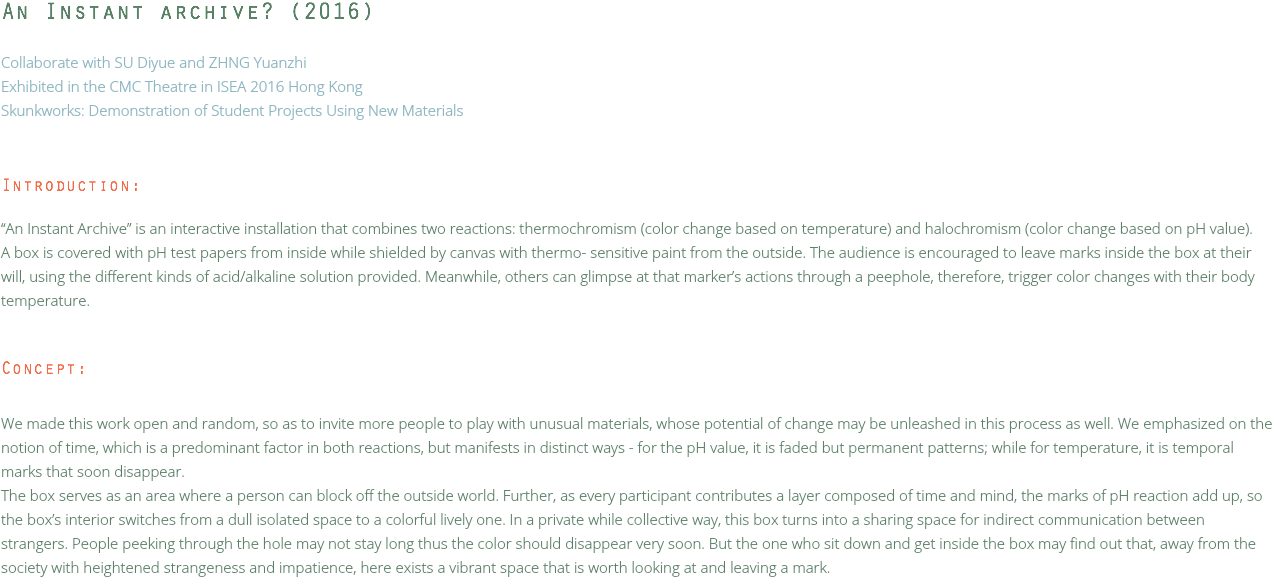 An Instant archive? (2016)
Collaborate with SU Diyue and ZHNG Yuanzhi
Exhibited in the CMC Theatre in ISEA 2016 Hong Kong
Skunkworks: Demonstration of Student Projects Using New Materials
Introduction:
“An Instant Archive” is an interactive installation that combines two reactions: thermochromism (color change based on temperature) and halochromism (color change based on pH value).
A box is covered with pH test papers from inside while shielded by canvas with thermo- sensitive paint from the outside. The audience is encouraged to leave marks inside the box at their
will, using the different kinds of acid/alkaline solution provided. Meanwhile, others can glimpse at that marker’s actions through a peephole, therefore, trigger color changes with their body
temperature.
Concept:
We made this work open and random, so as to invite more people to play with unusual materials, whose potential of change may be unleashed in this process as well. We emphasized on the
notion of time, which is a predominant factor in both reactions, but manifests in distinct ways - for the pH value, it is faded but permanent patterns; while for temperature, it is temporal
marks that soon disappear.
The box serves as an area where a person can block off the outside world. Further, as every participant contributes a layer composed of time and mind, the marks of pH reaction add up, so
the box’s interior switches from a dull isolated space to a colorful lively one. In a private while collective way, this box turns into a sharing space for indirect communication between
strangers. People peeking through the hole may not stay long thus the color should disappear very soon. But the one who sit down and get inside the box may find out that, away from the
society with heightened strangeness and impatience, here exists a vibrant space that is worth looking at and leaving a mark.